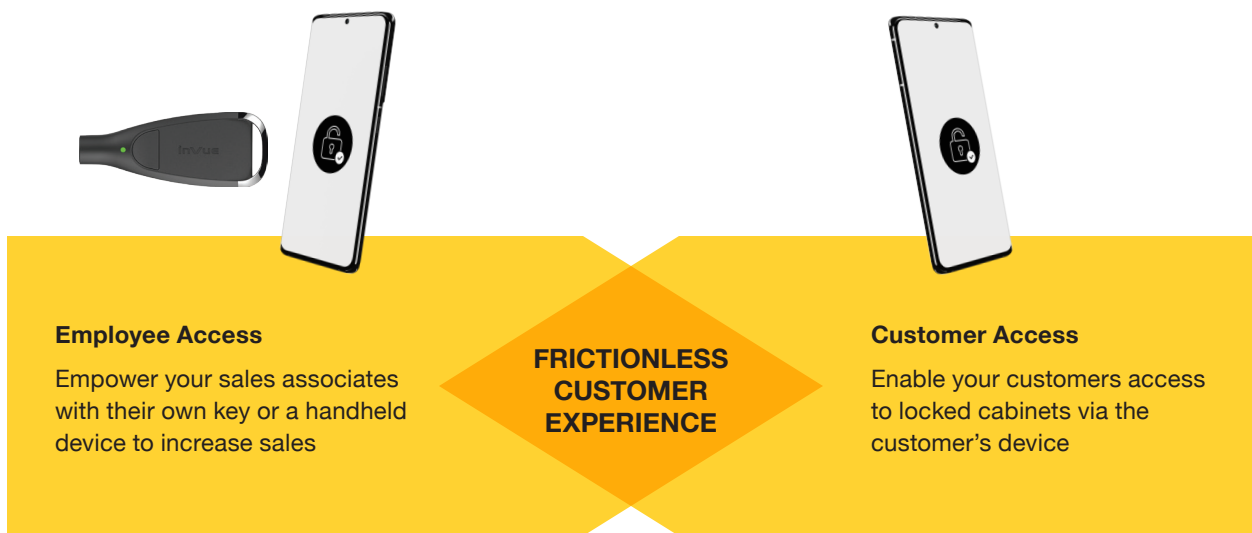 InVue
Employee Access
Empower your sales associates
with their own key or a handheld
device to increase sales
FRICTIONLESS
CUSTOMER
EXPERIENCE
Customer Access
Enable your customers access
to locked cabinets via the
customer’s device